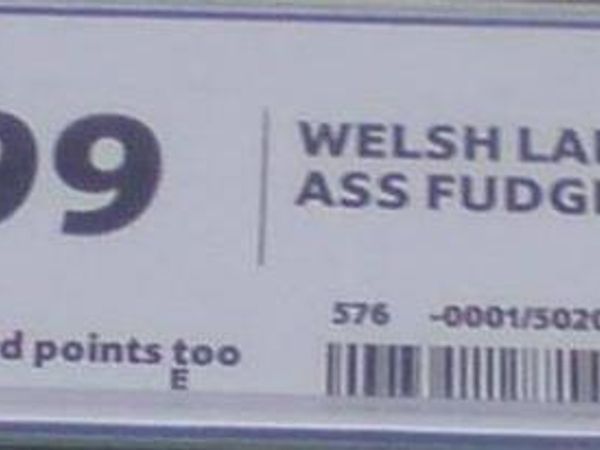 99
WELSH LA
ASS FUDG
576 -0001/5020
d points too
E